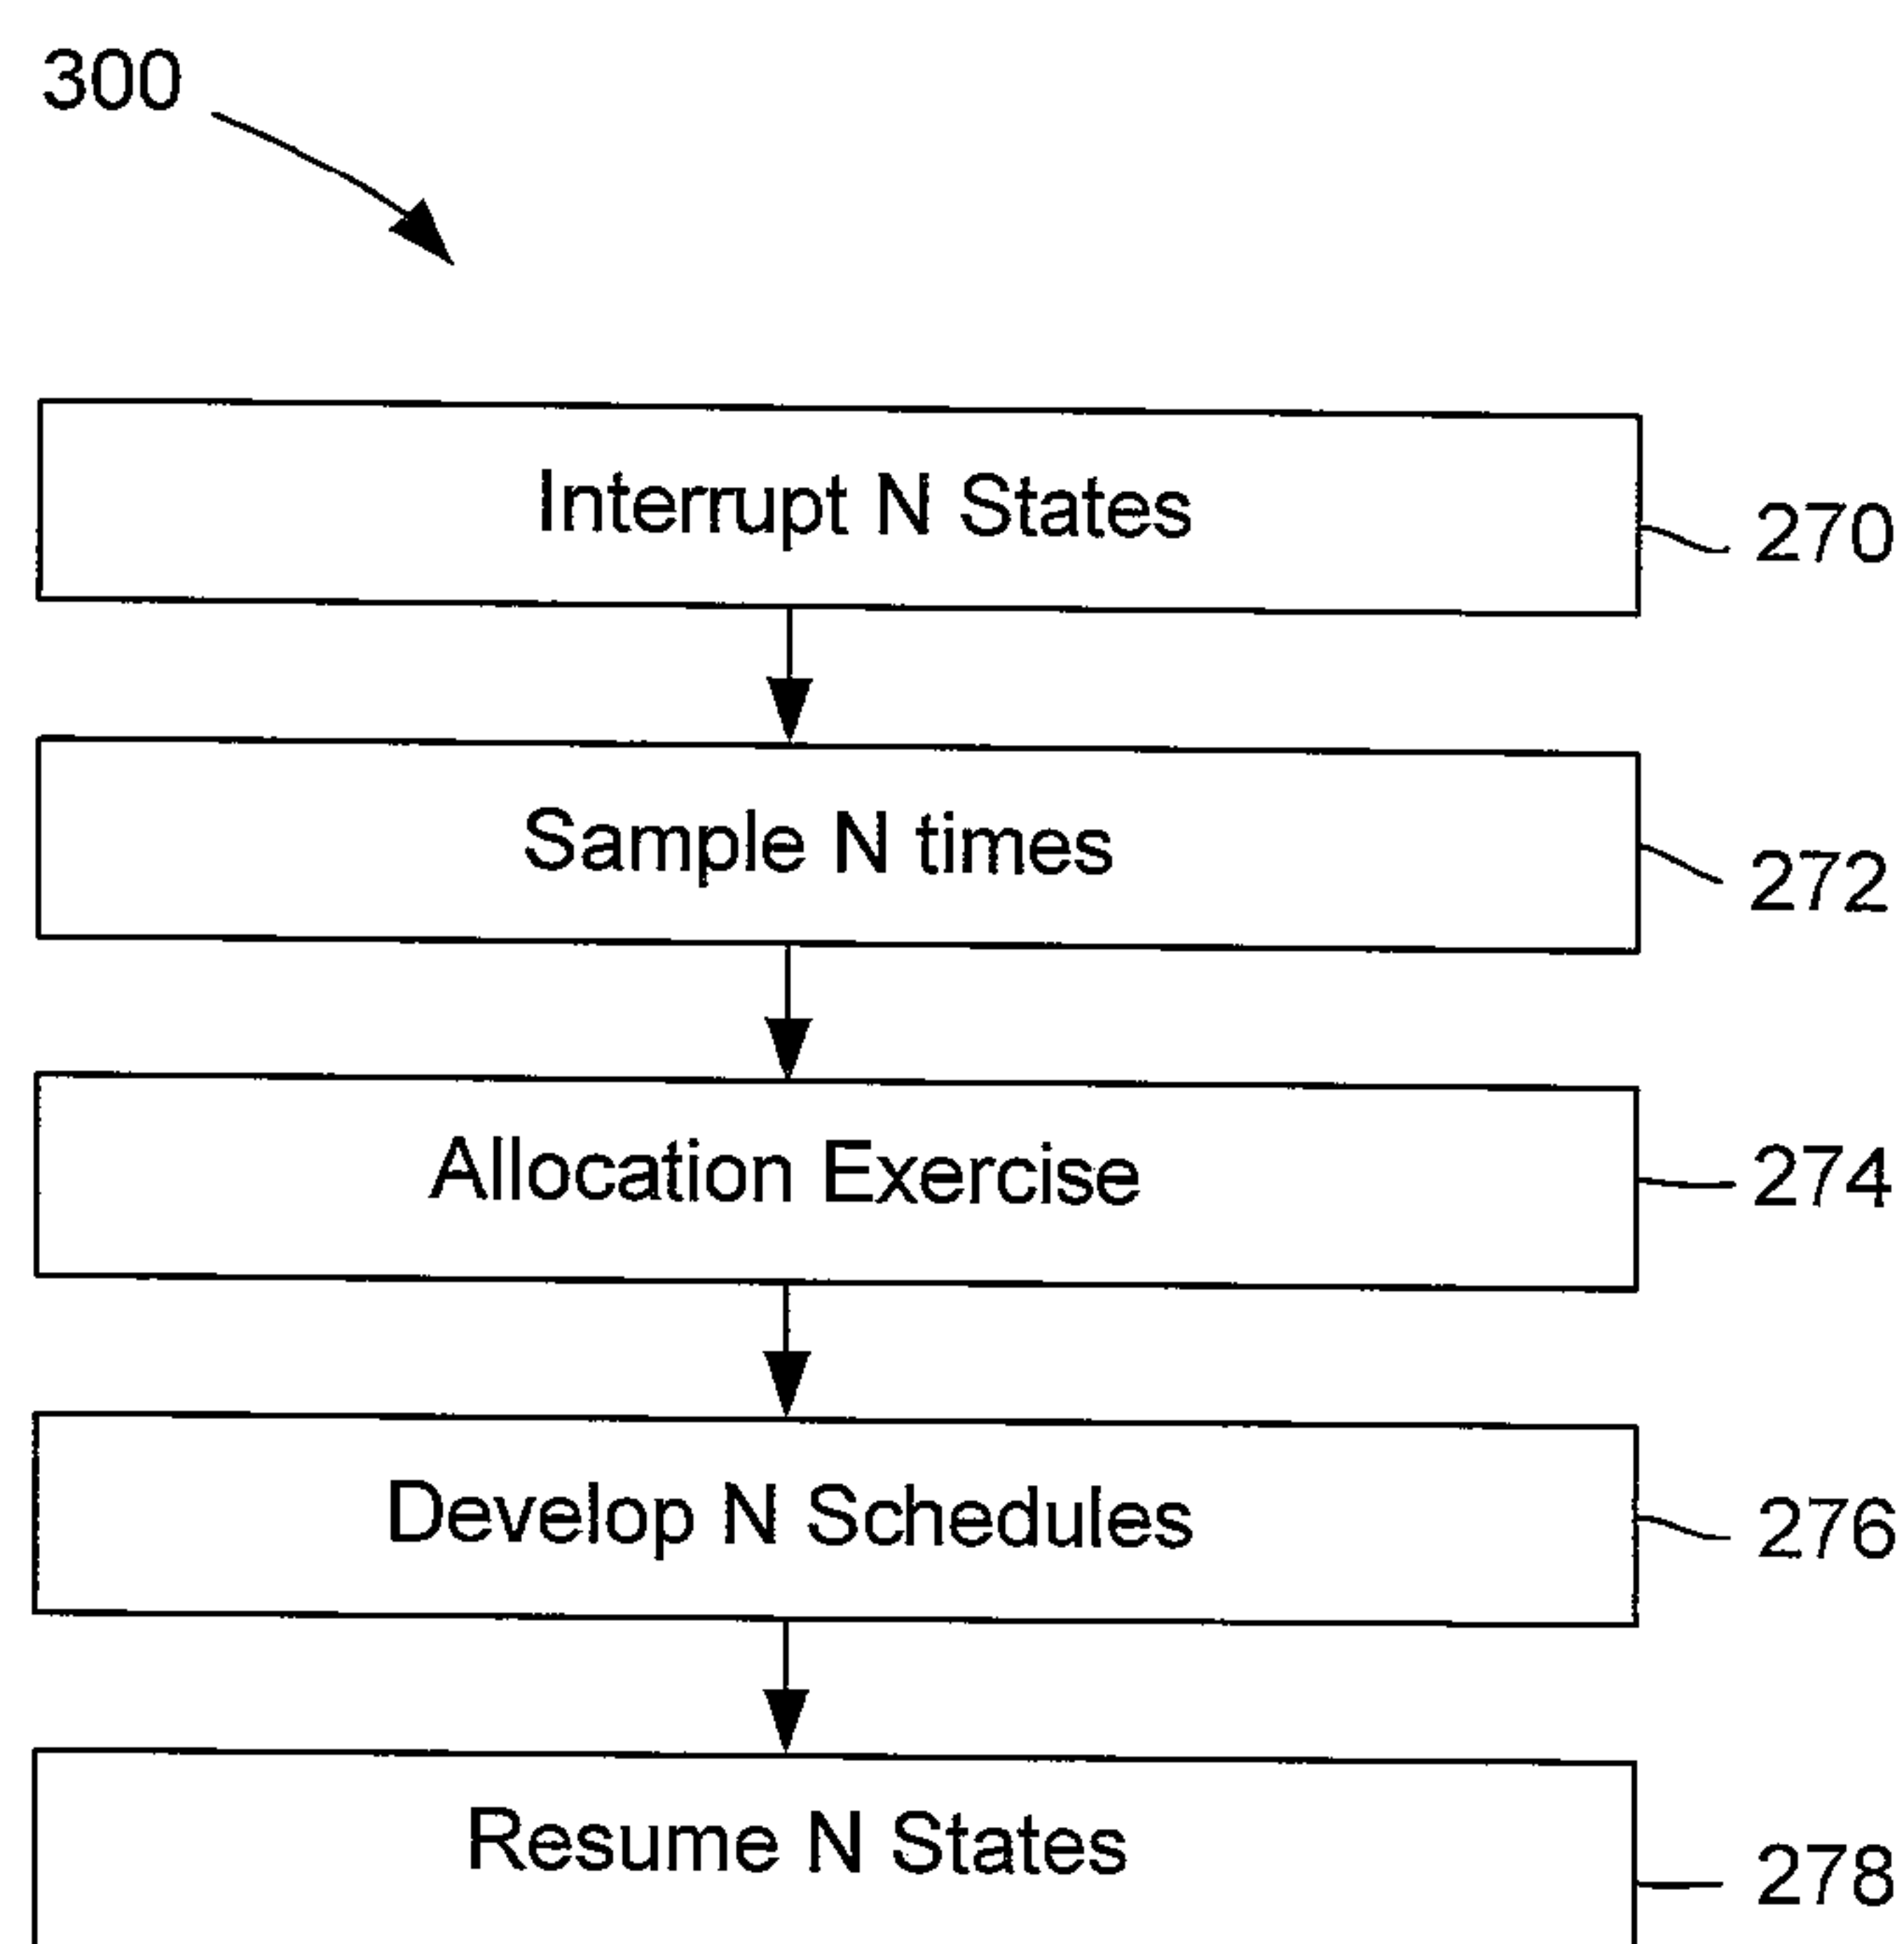 300
Interrupt N States
270
Sample N times
272
Allocation Exercise
274
Develop N Schedules
276
Resume N States
278